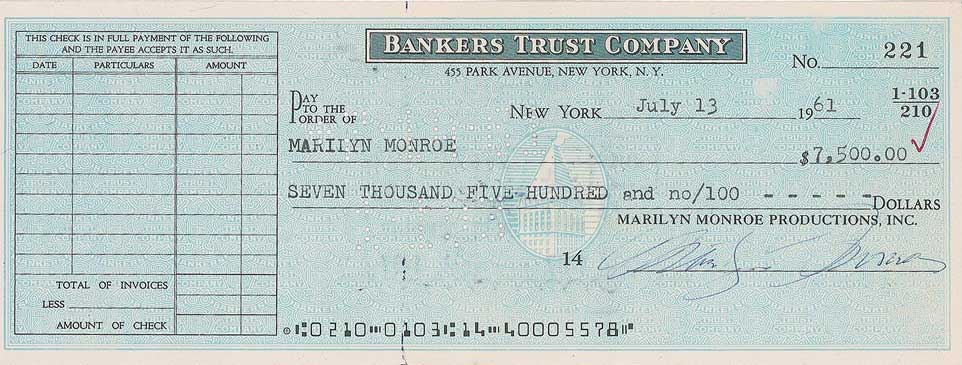 THIS CHECK IS IN FULL PAYMENT OF THE FOLLOWING
AND THE PAYEE ACCEPTS IT AS SUCH.
DATE PARTICULARS AMOUNT
TOTAL OF INVOICES
LESS
AMOUNT OF CHECK
BANKERS TRUST COMPANY
455 PARK AVENUE, NEW YORK, N. Y.
No. 221
1-103
210
PAY
TO THE
ORDER OF
NEW YORK July 13 1961
MARILYN MONROE $7,500.00
SEVEN THOUSAND FIVE HUNDRED and no/100 - - - - - DOLLARS
MARILYN MONROE PRODUCTIONS, INC.
14
⑆0210⑉0103⑆14⑉40005578⑈